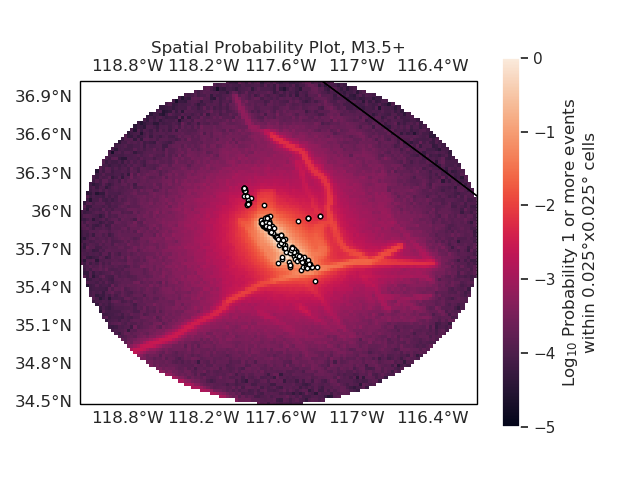 Spatial Probability Plot, M3.5+
118.8°W 118.2°W 117.6°W 117°W 116.4°W
36.9°N
36.6°N
36.3°N
36°N
35.7°N
35.4°N
35.1°N
34.8°N
34.5°N
118.8°W 118.2°W 117.6°W 117°W 116.4°W
0
−1
−2
−3
−4
−5
Log₁₀ Probability 1 or more events
within 0.025°x0.025° cells